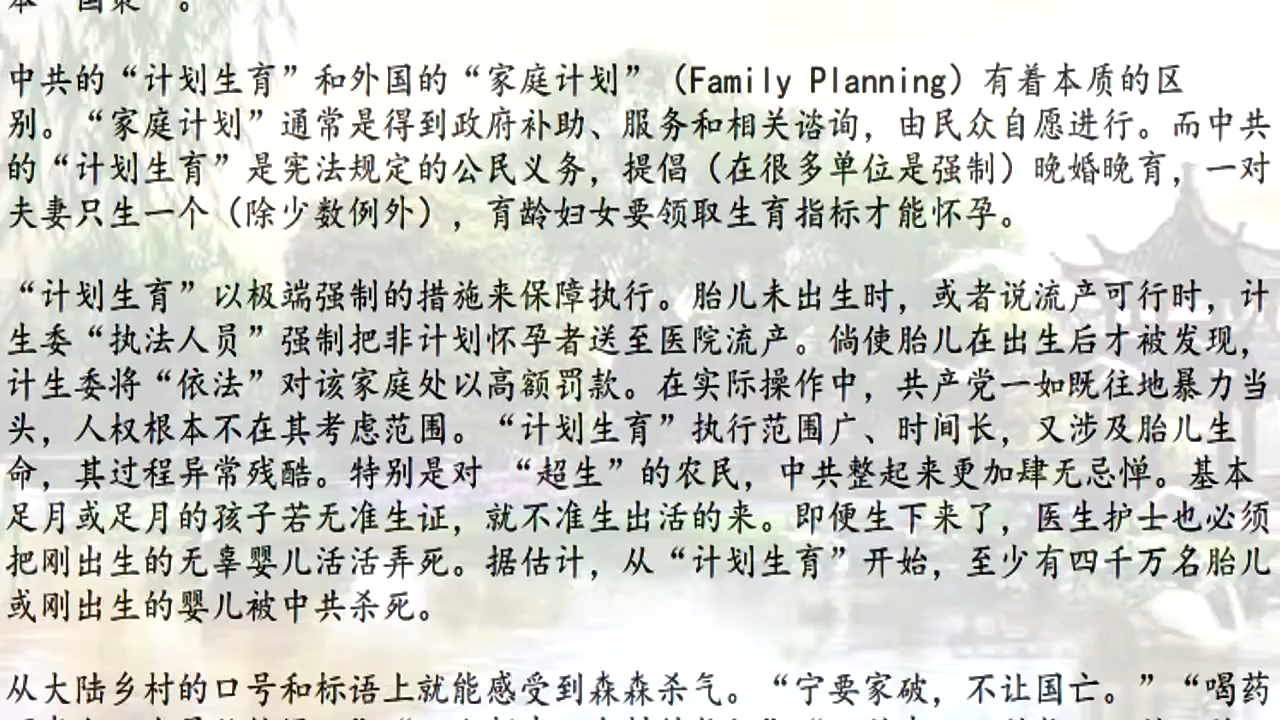 本“国策”。
中共的“计划生育”和外国的“家庭计划”（Family Planning）有着本质的区
别。“家庭计划”通常是得到政府补助、服务和相关谘询，由民众自愿进行。而中共
的“计划生育”是宪法规定的公民义务，提倡（在很多单位是强制）晚婚晚育，一对
夫妻只生一个（除少数例外），育龄妇女要领取生育指标才能怀孕。
“计划生育”以极端强制的措施来保障执行。胎儿未出生时，或者说流产可行时，计
生委“执法人员”强制把非计划怀孕者送至医院流产。倘使胎儿在出生后才被发现，
计生委将“依法”对该家庭处以高额罚款。在实际操作中，共产党一如既往地暴力当
头，人权根本不在其考虑范围。“计划生育”执行范围广、时间长，又涉及胎儿生
命，其过程异常残酷。特别是对 “超生”的农民，中共整起来更加肆无忌惮。基本
足月或足月的孩子若无准生证，就不准生出活的来。即便生下来了，医生护士也必须
把刚出生的无辜婴儿活活弄死。据估计，从“计划生育”开始，至少有四千万名胎儿
或刚出生的婴儿被中共杀死。
从大陆乡村的口号和标语上就能感受到森森杀气。“宁要家破，不让国亡。”“喝药